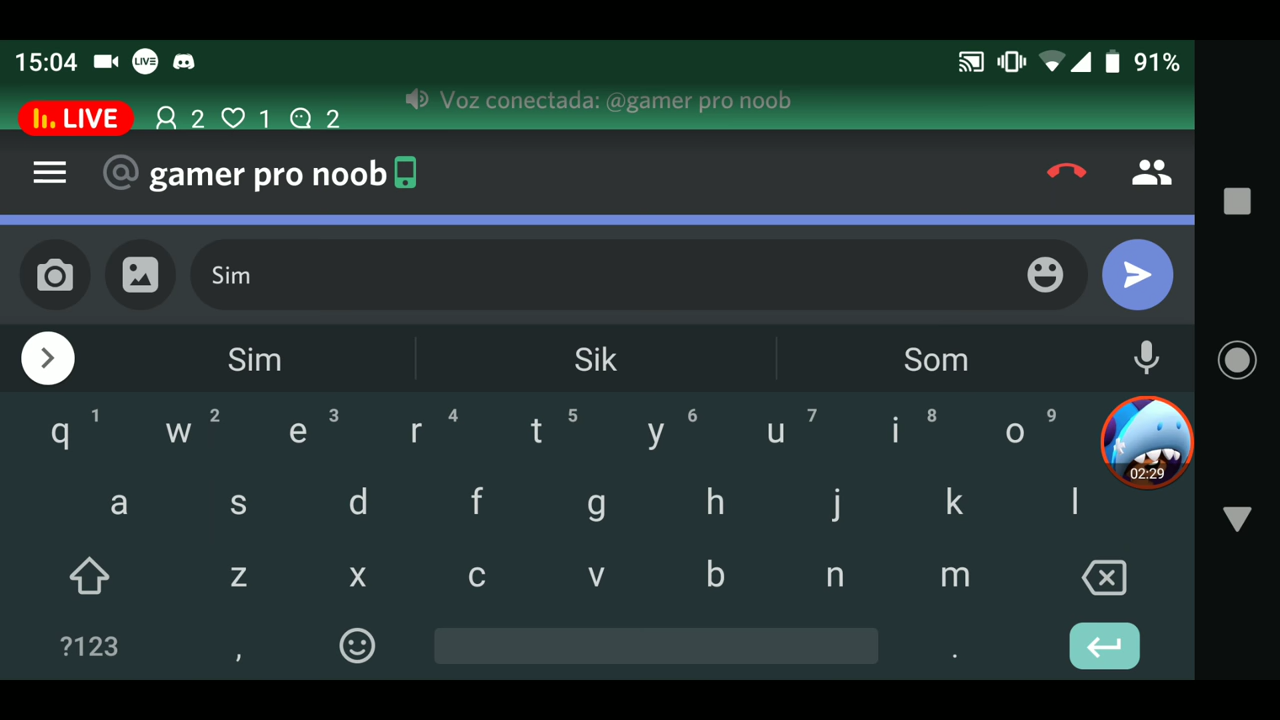 15:04 LIVE 91%
Voz conectada: @gamer pro noob
LIVE 2 1 2
@ gamer pro noob
Sim
Sim Sik Som
q 1 w 2 e 3 r 4 t 5 y 6 u 7 i 8 o 9
02:29
a s d f g h j k l
z x c v b n m
?123 , .